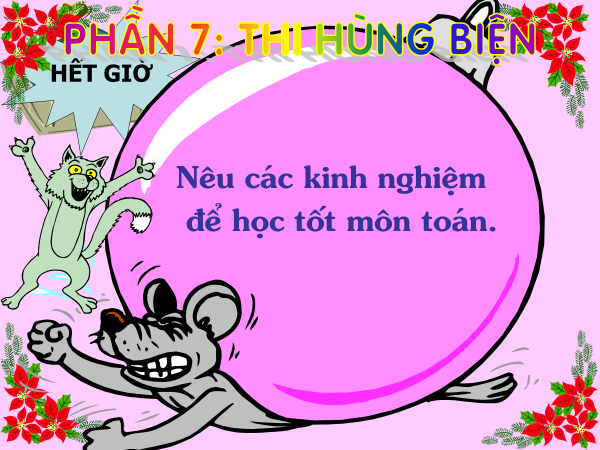 PHẦN 7: THI HÙNG BIỆN
HẾT GIỜ
Nêu các kinh nghiệm
để học tốt môn toán.